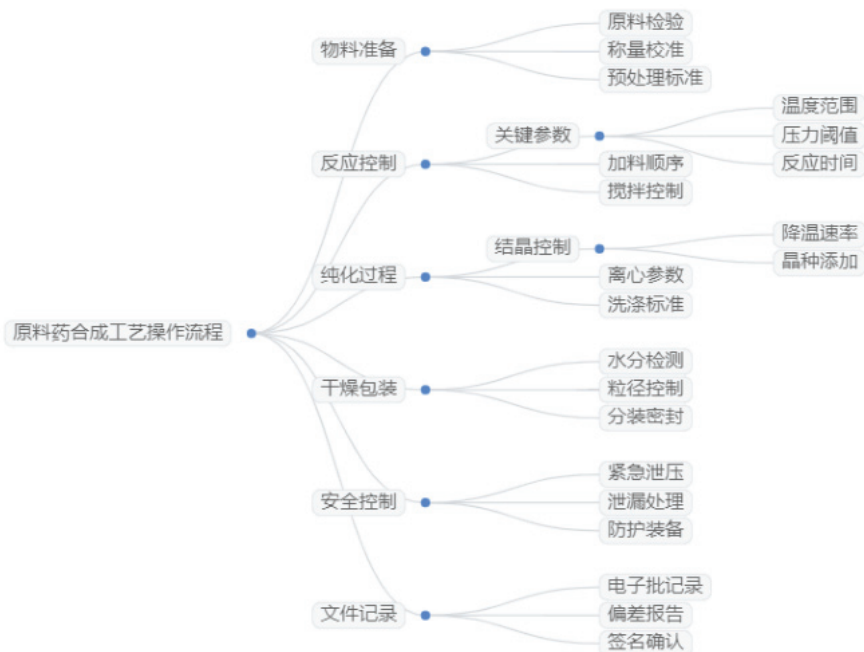 原料药合成工艺操作流程
物料准备
原料检验
称量校准
预处理标准
反应控制
关键参数
温度范围
压力阈值
反应时间
加料顺序
搅拌控制
纯化过程
结晶控制
降温速率
晶种添加
离心参数
洗涤标准
干燥包装
水分检测
粒径控制
分装密封
安全控制
紧急泄压
泄漏处理
防护装备
文件记录
电子批记录
偏差报告
签名确认